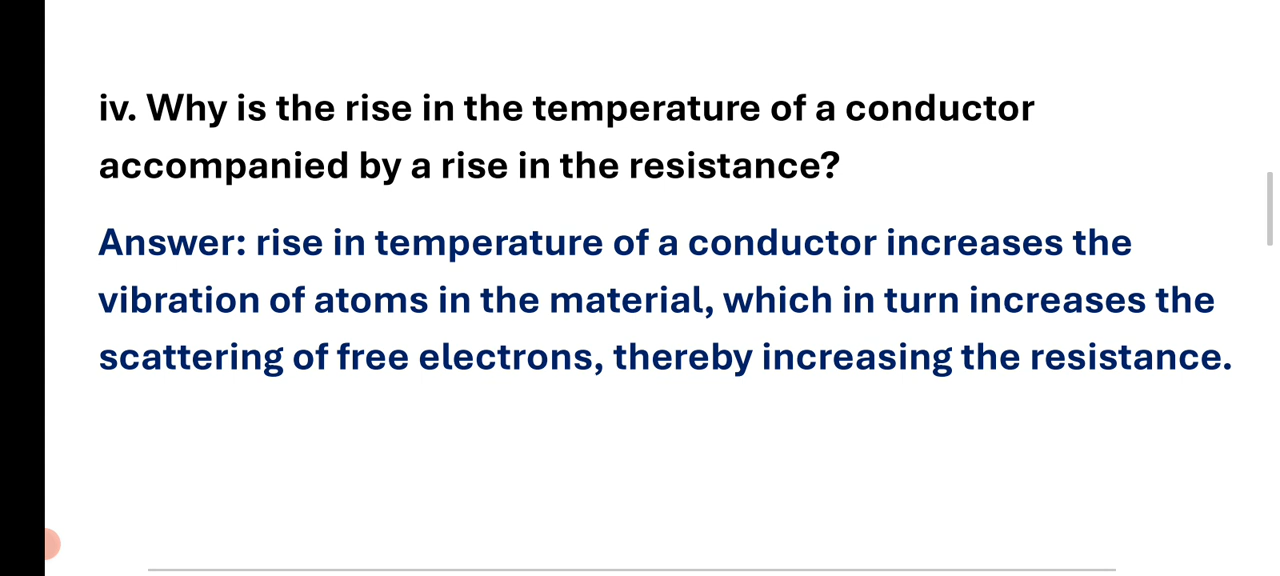 iv. Why is the rise in the temperature of a conductor
accompanied by a rise in the resistance?
Answer: rise in temperature of a conductor increases the
vibration of atoms in the material, which in turn increases the
scattering of free electrons, thereby increasing the resistance.